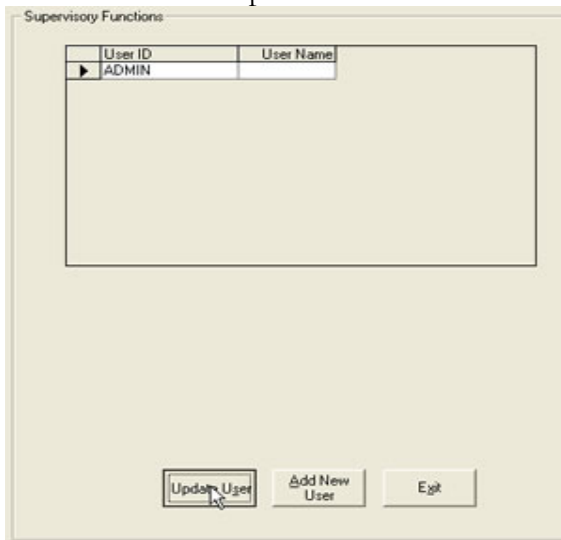 Supervisory Functions
User ID User Name
ADMIN
Update User Add New User Exit